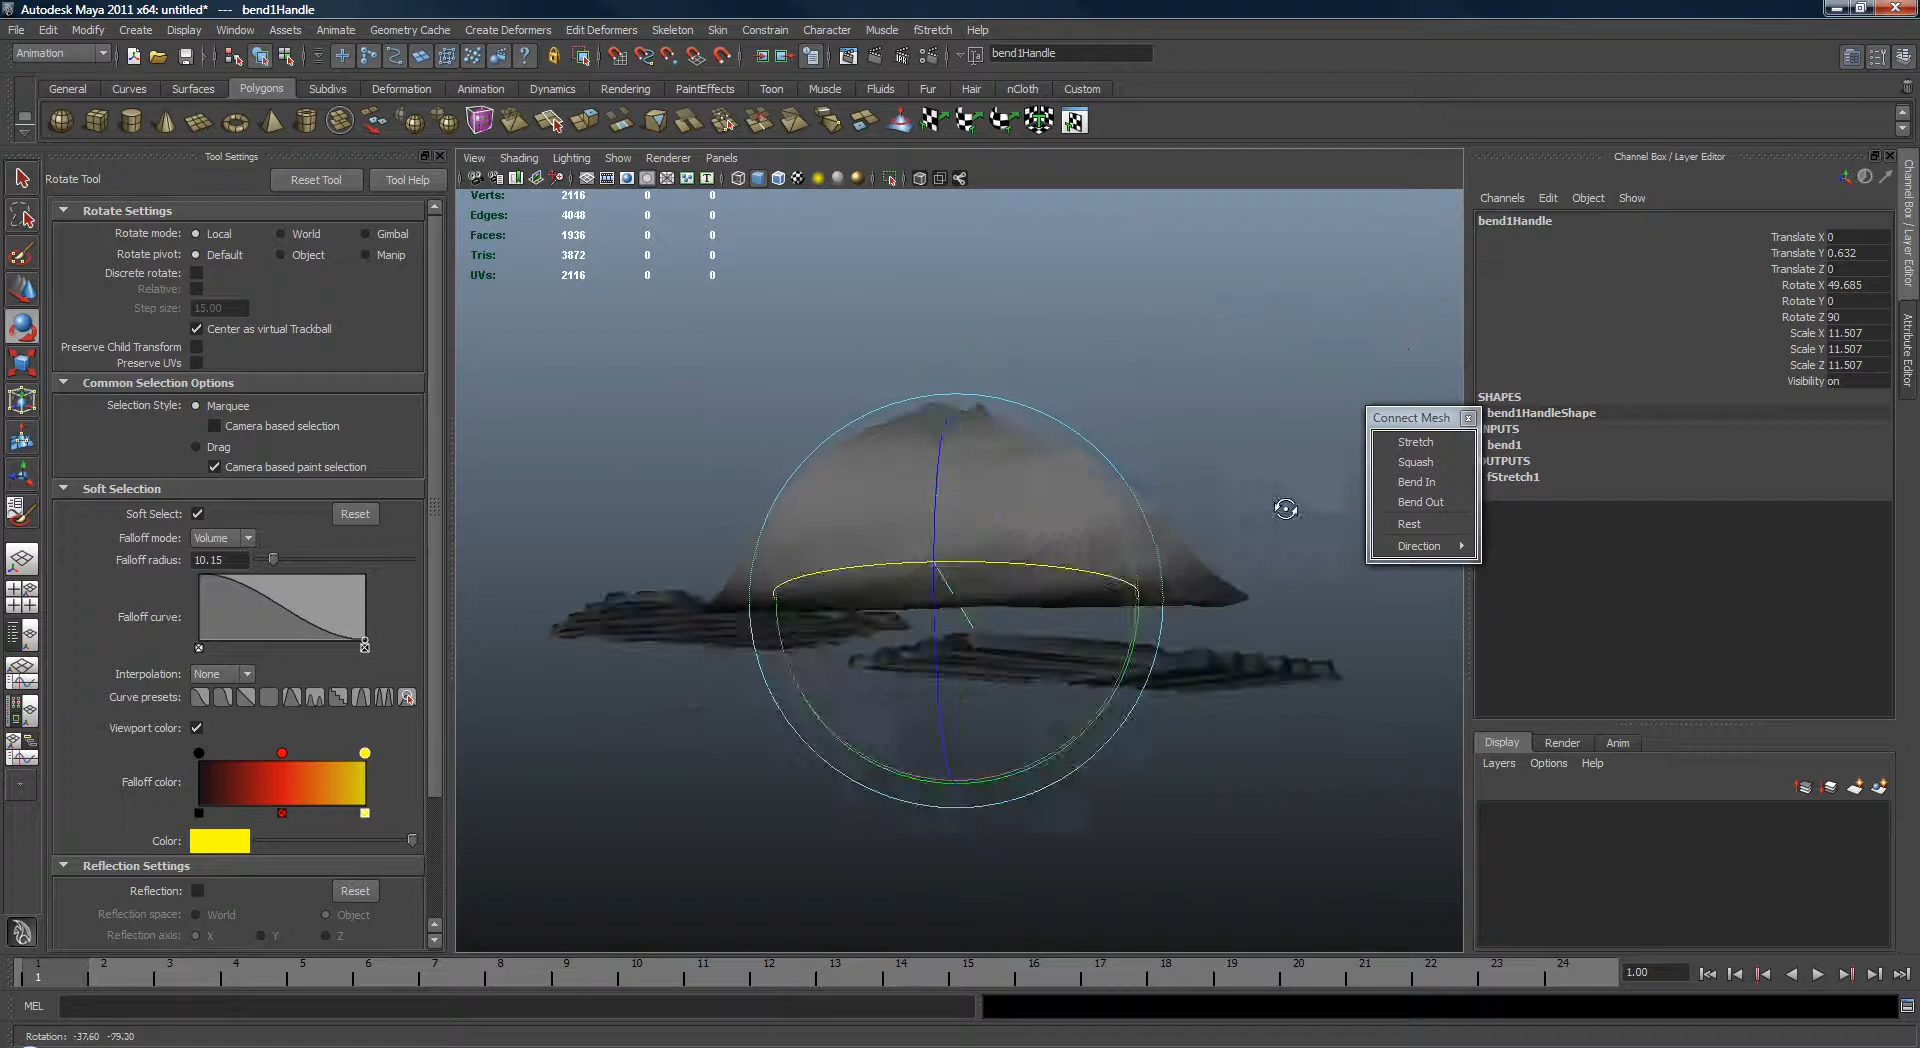 Autodesk Maya 2011 x64: untitled*   ---   bend1Handle
File Edit Modify Create Display Window Assets Animate Geometry Cache Create Deformers Edit Deformers Skeleton Skin Constrain Character Muscle fStretch Help
Animation
bend1Handle
General Curves Surfaces Polygons Subdivs Deformation Animation Dynamics Rendering PaintEffects Toon Muscle Fluids Fur Hair nCloth Custom
Tool Settings
Rotate Tool Reset Tool Tool Help
Rotate Settings
Rotate mode: Local World Gimbal
Rotate pivot: Default Object Manip
Discrete rotate:
Relative:
Step size: 15.00
Center as virtual Trackball
Preserve Child Transform
Preserve UVs
Common Selection Options
Selection Style: Marquee
Camera based selection
Drag
Camera based paint selection
Soft Selection
Soft Select: Reset
Falloff mode: Volume
Falloff radius: 10.15
Falloff curve:
Interpolation: None
Curve presets:
Viewport color:
Falloff color:
Color:
Reflection Settings
Reflection: Reset
Reflection space: World Object
Reflection axis: X Y Z
View Shading Lighting Show Renderer Panels
Verts: 2116 0 0
Edges: 4048 0 0
Faces: 1936 0 0
Tris: 3872 0 0
UVs: 2116 0 0
Connect Mesh
Stretch
Squash
Bend In
Bend Out
Rest
Direction
Channel Box / Layer Editor
Channels Edit Object Show
bend1Handle
Translate X 0
Translate Y 0.632
Translate Z 0
Rotate X 49.685
Rotate Y 0
Rotate Z 90
Scale X 11.507
Scale Y 11.507
Scale Z 11.507
Visibility on
SHAPES
bend1HandleShape
NPUTS
bend1
OUTPUTS
fStretch1
Channel Box / Layer Editor
Attribute Editor
Display Render Anim
Layers Options Help
1 2 3 4 5 6 7 8 9 10 11 12 13 14 15 16 17 18 19 20 21 22 23 24
1
1.00
MEL
Rotation: -37.60 -79.20